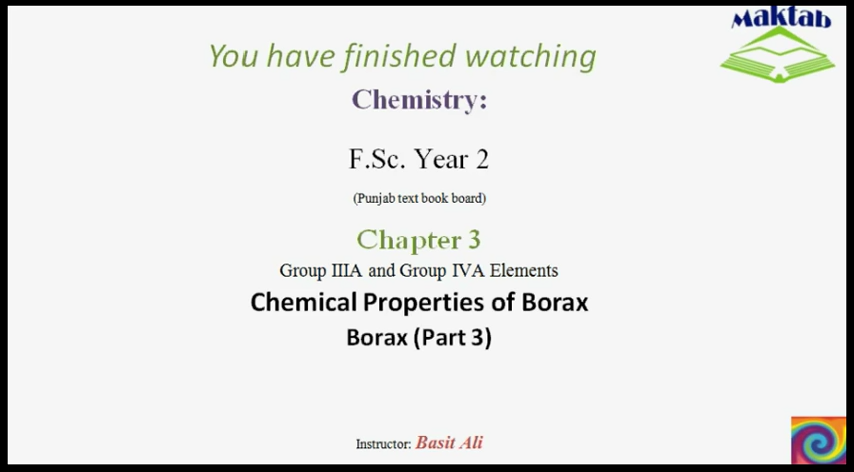 Maktab
You have finished watching
Chemistry:
F.Sc. Year 2
(Punjab text book board)
Chapter 3
Group IIIA and Group IVA Elements
Chemical Properties of Borax
Borax (Part 3)
Instructor: Basit Ali